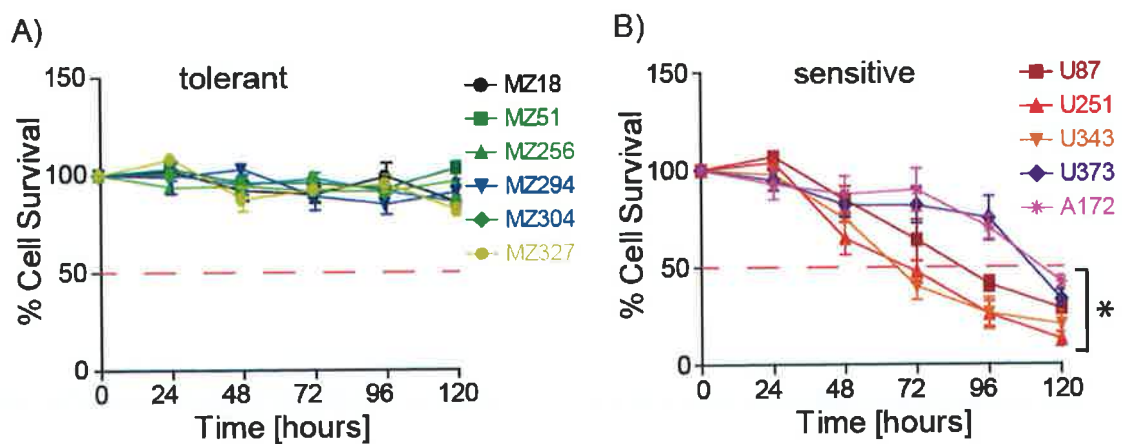 A)
tolerant
% Cell Survival
150
100
50
0
0 24 48 72 96 120
Time [hours]
MZ18
MZ51
MZ256
MZ294
MZ304
MZ327
B)
sensitive
% Cell Survival
150
100
50
0
0 24 48 72 96 120
Time [hours]
U87
U251
U343
U373
A172
*